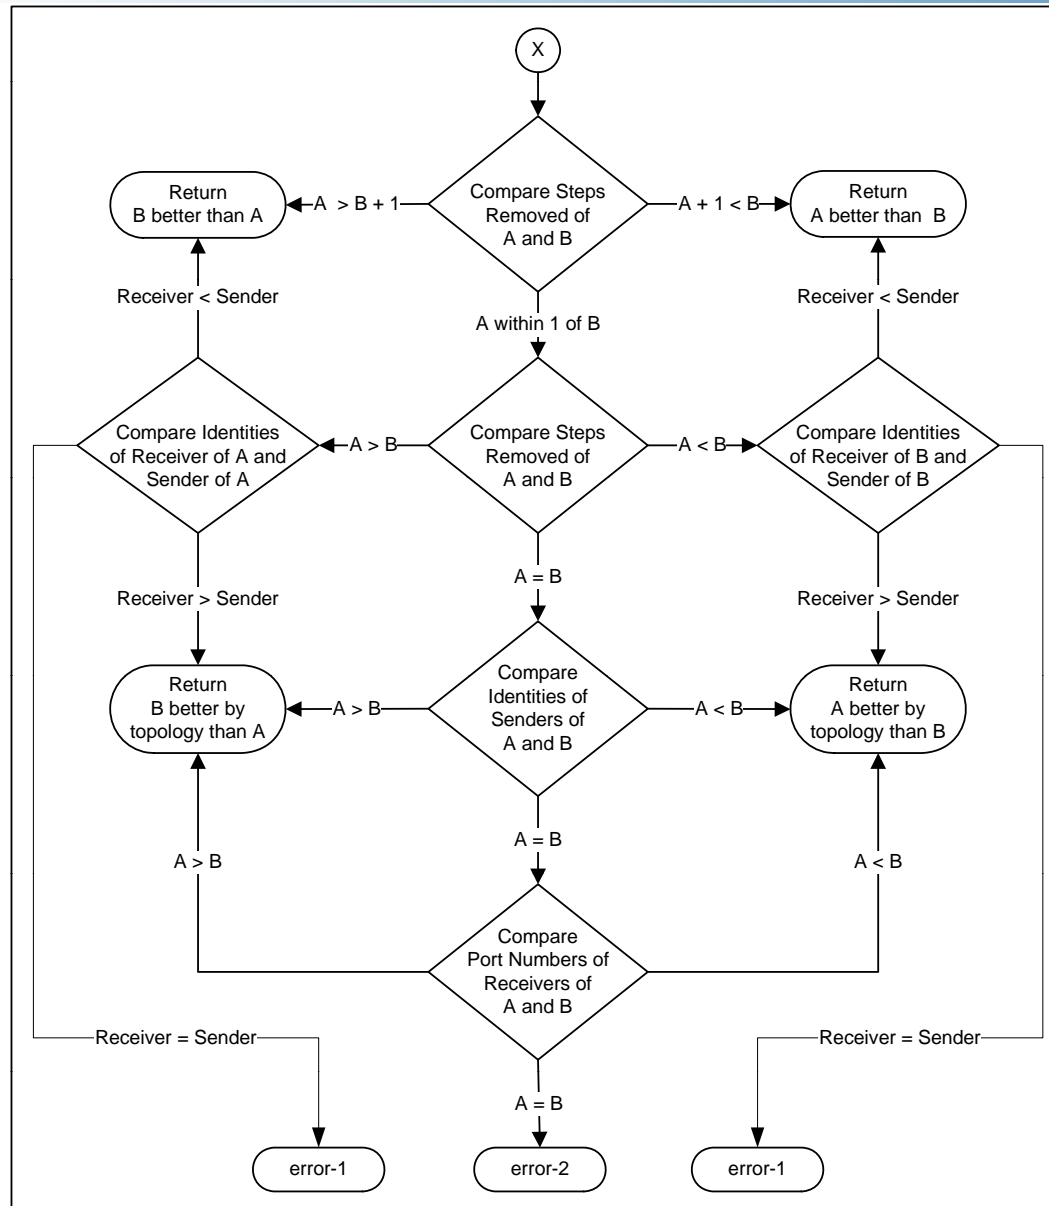 X
Compare Steps
Removed of
A and B
Return
B better than A
A > B + 1
A + 1 < B
Return
A better than B
Receiver < Sender
A within 1 of B
Receiver < Sender
Compare Identities
of Receiver of A and
Sender of A
A > B
Compare Steps
Removed of
A and B
A < B
Compare Identities
of Receiver of B and
Sender of B
Receiver > Sender
A = B
Receiver > Sender
Return
B better by
topology than A
A > B
Compare
Identities of
Senders of
A and B
A < B
Return
A better by
topology than B
A > B
A = B
A < B
Compare
Port Numbers of
Receivers of
A and B
Receiver = Sender
Receiver = Sender
A = B
error-1
error-2
error-1